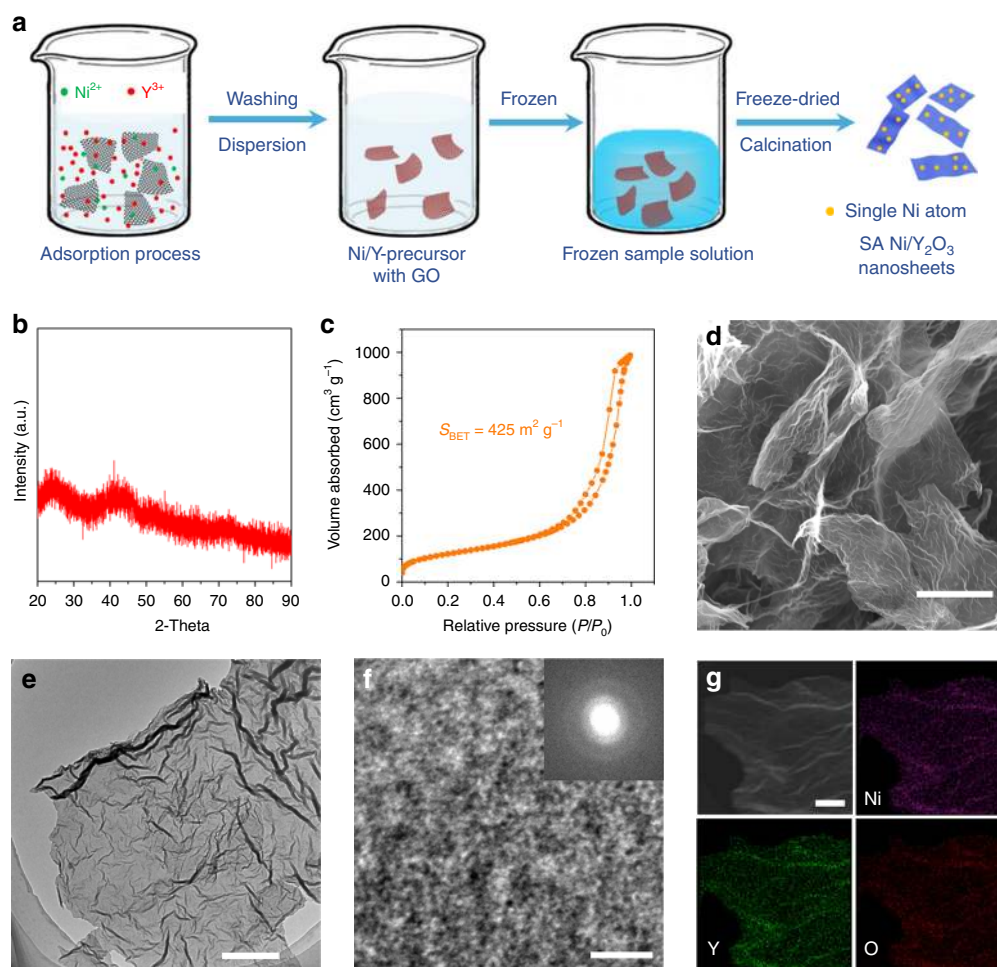 a
Ni²⁺ Y³⁺
Washing
Dispersion
Frozen
Freeze-dried
Calcination
Single Ni atom
Adsorption process
Ni/Y-precursor
with GO
Frozen sample solution
SA Ni/Y₂O₃
nanosheets
b
Intensity (a.u.)
20 30 40 50 60 70 80 90
2-Theta
c
Volume absorbed (cm³ g⁻¹)
1000
800
600
400
200
0
S_BET = 425 m² g⁻¹
0.0 0.2 0.4 0.6 0.8 1.0
Relative pressure (P/P₀)
d
e
f
g
Ni
Y
O